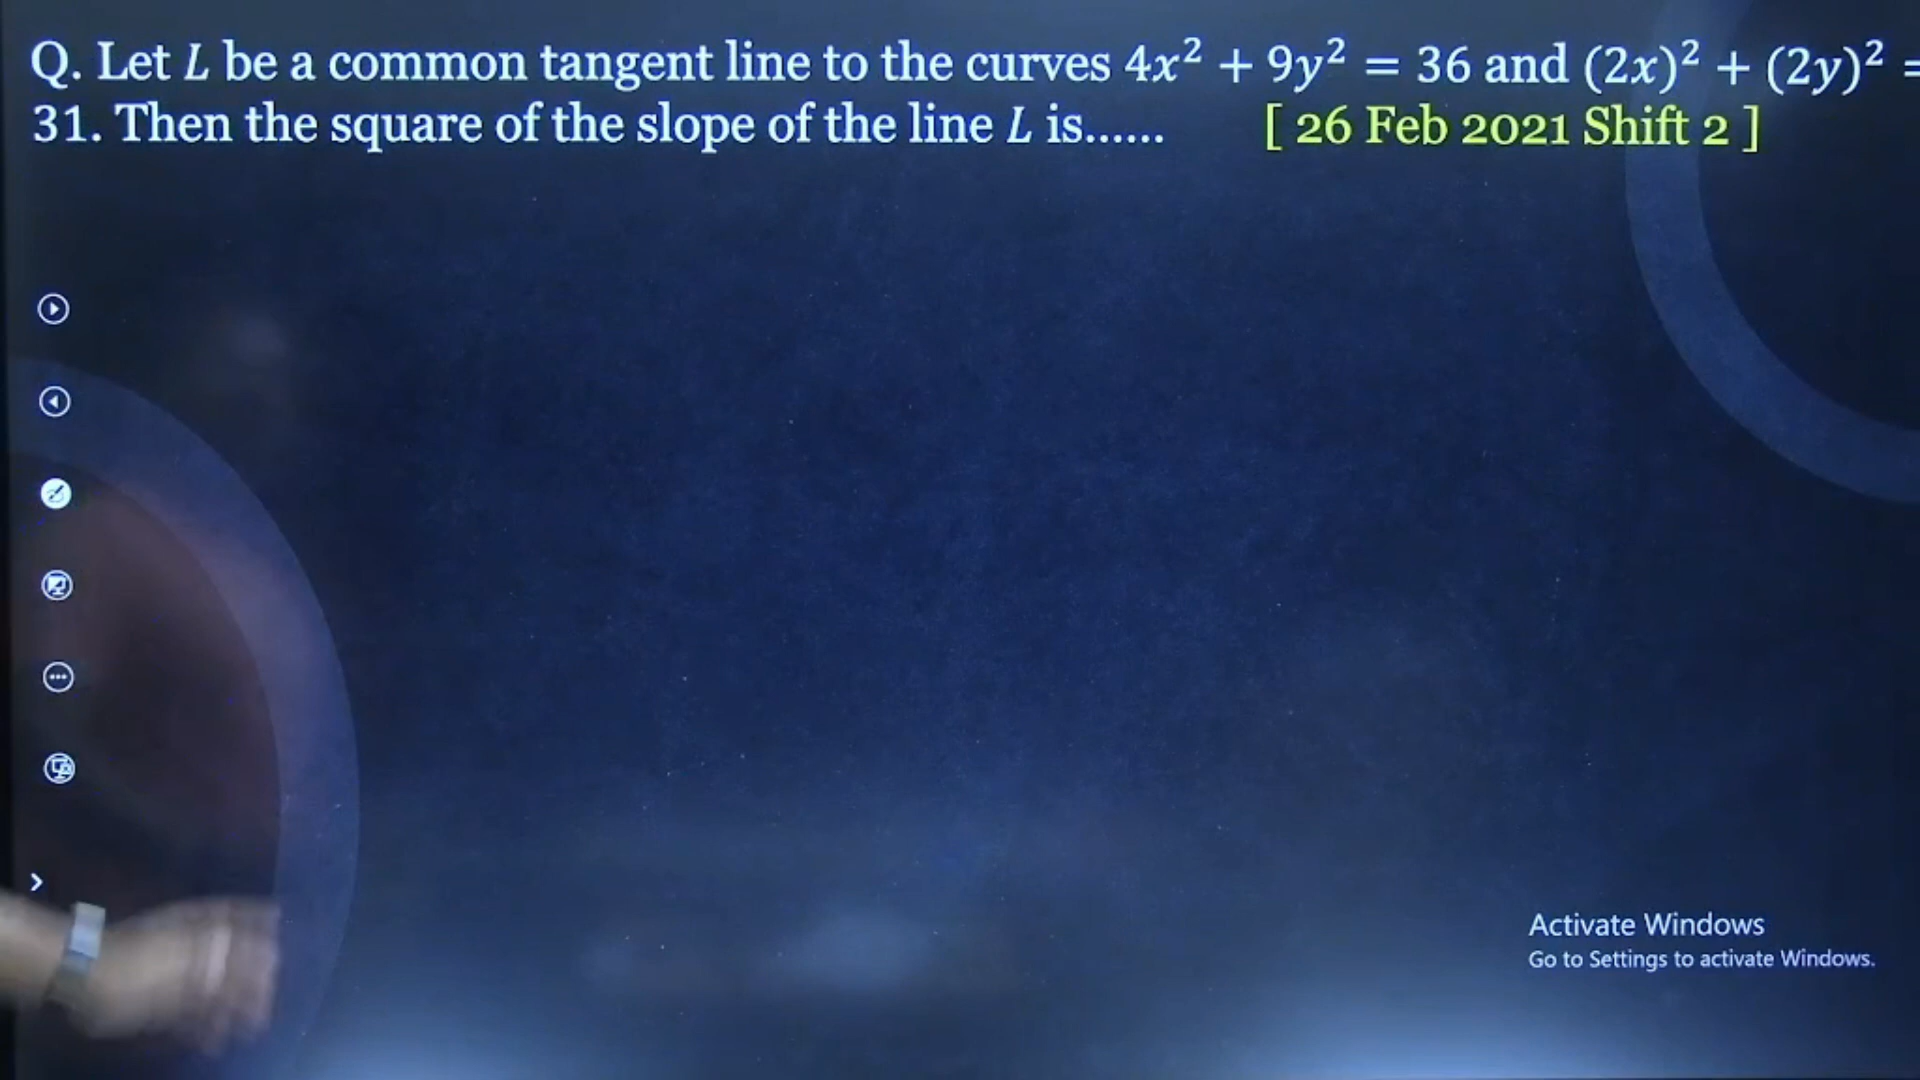 Q. Let L be a common tangent line to the curves 4x² + 9y² = 36 and (2x)² + (2y)² =
31. Then the square of the slope of the line L is...... [ 26 Feb 2021 Shift 2 ]
Activate Windows
Go to Settings to activate Windows.